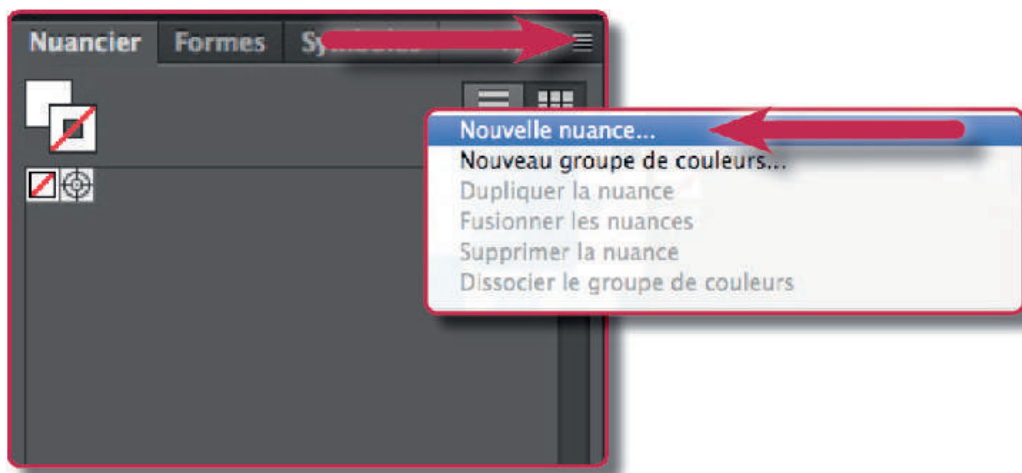 Nuancier Formes
Nouvelle nuance...
Nouveau groupe de couleurs...
Dupliquer la nuance
Fusionner les nuances
Supprimer la nuance
Dissocier le groupe de couleurs